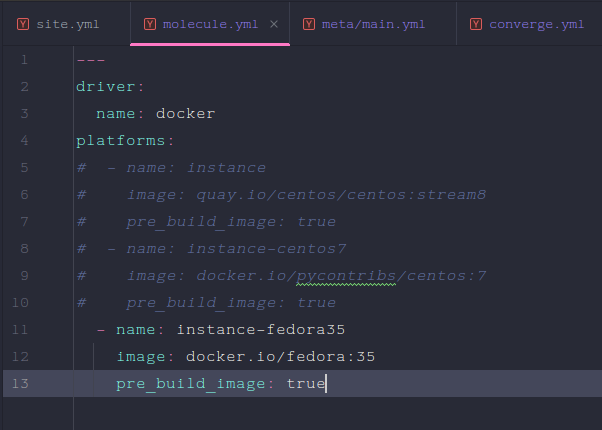 site.yml molecule.yml × meta/main.yml converge.yml
1 ---
2 driver:
3   name: docker
4 platforms:
5 #  - name: instance
6 #    image: quay.io/centos/centos:stream8
7 #    pre_build_image: true
8 #  - name: instance-centos7
9 #    image: docker.io/pycontribs/centos:7
10 #    pre_build_image: true
11   - name: instance-fedora35
12     image: docker.io/fedora:35
13     pre_build_image: true